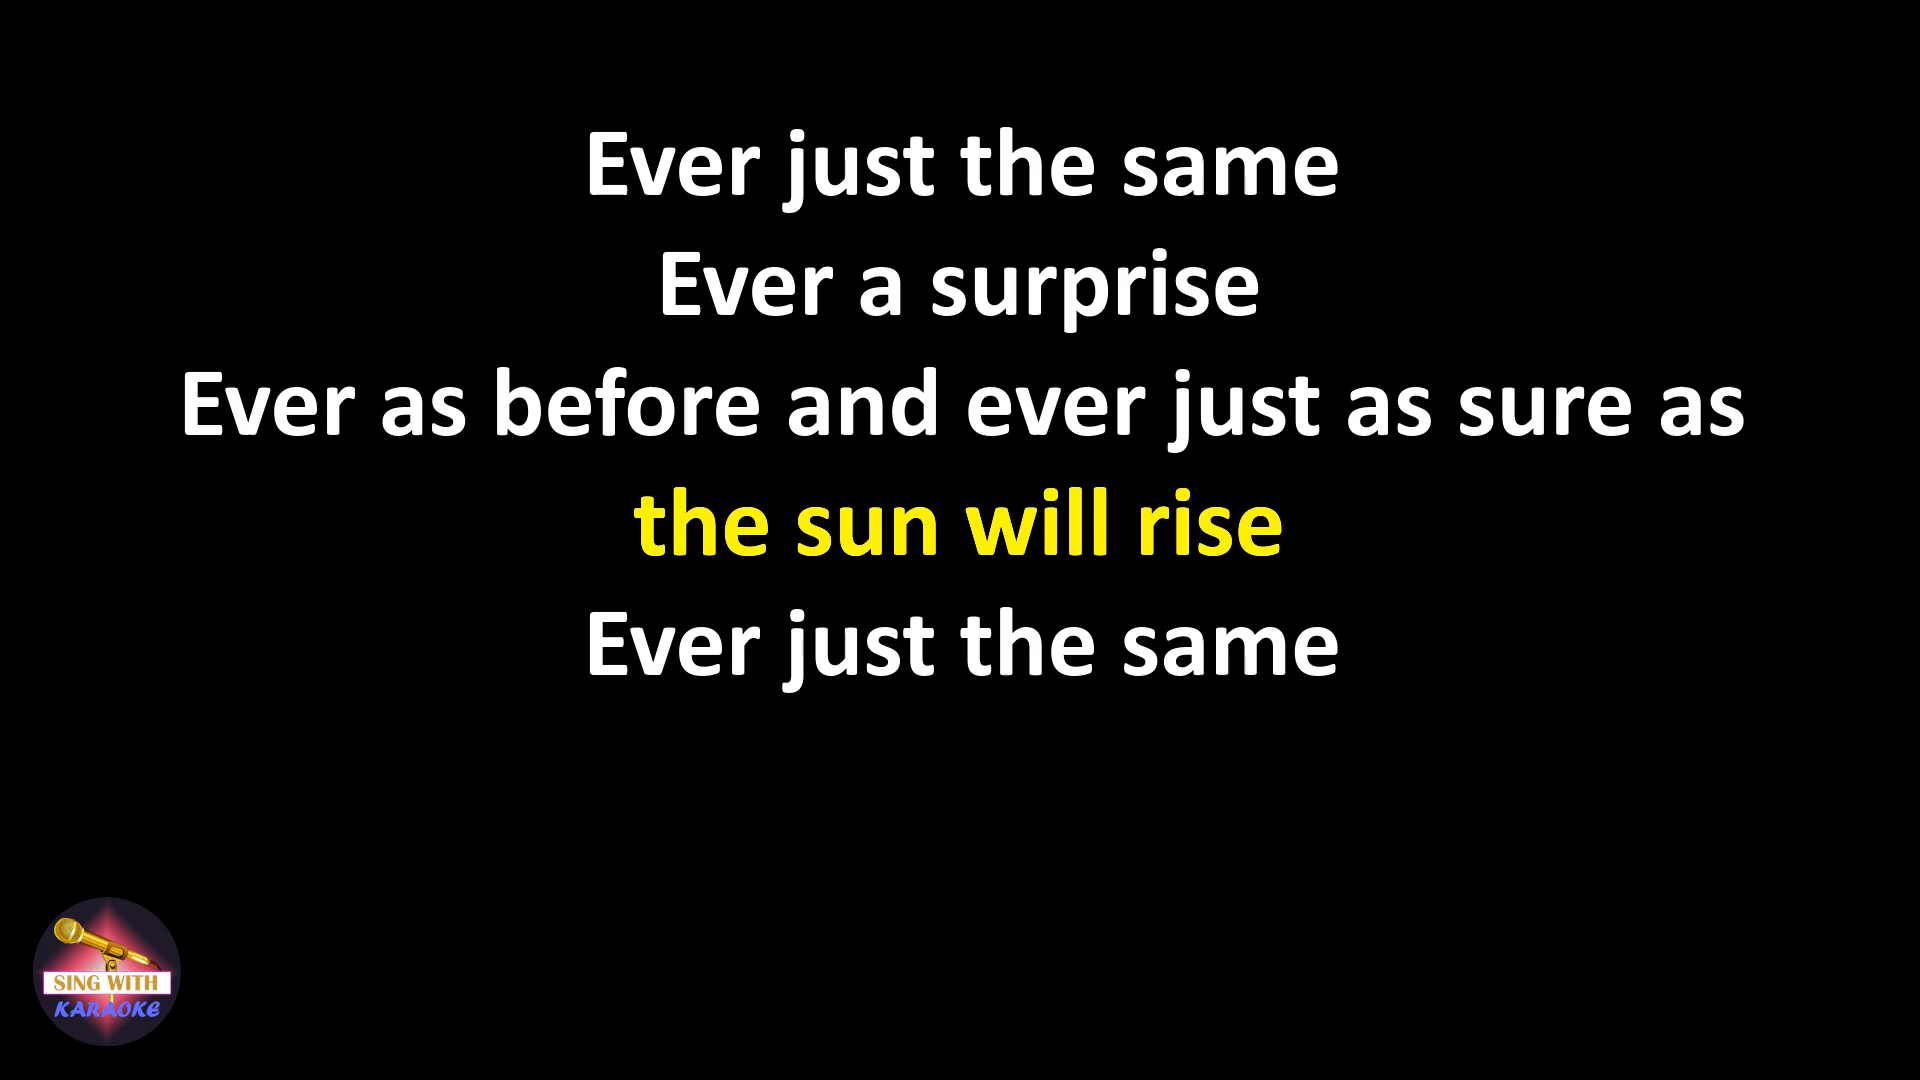 Ever just the same
Ever a surprise
Ever as before and ever just as sure as
the sun will rise
Ever just the same
SING WITH
KARAOKE